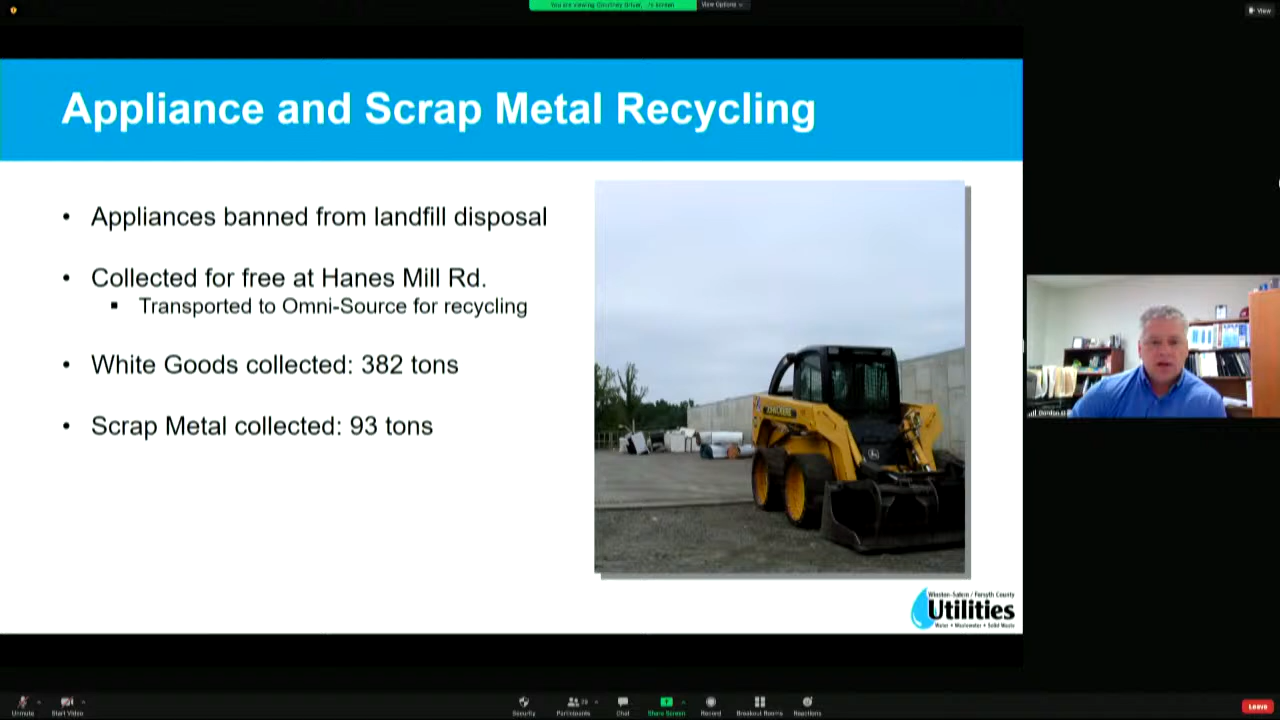 You are viewing Courtney Driver, ...'s screen
View Options
View
Appliance and Scrap Metal Recycling
• Appliances banned from landfill disposal
• Collected for free at Hanes Mill Rd.
▪ Transported to Omni-Source for recycling
• White Goods collected: 382 tons
• Scrap Metal collected: 93 tons
JOHN DEERE
Winston-Salem / Forsyth County
Utilities
Water • Wastewater • Solid Waste
Unmute
Start Video
Security
Participants
Chat
Share Screen
Record
Breakout Rooms
Reactions
Leave